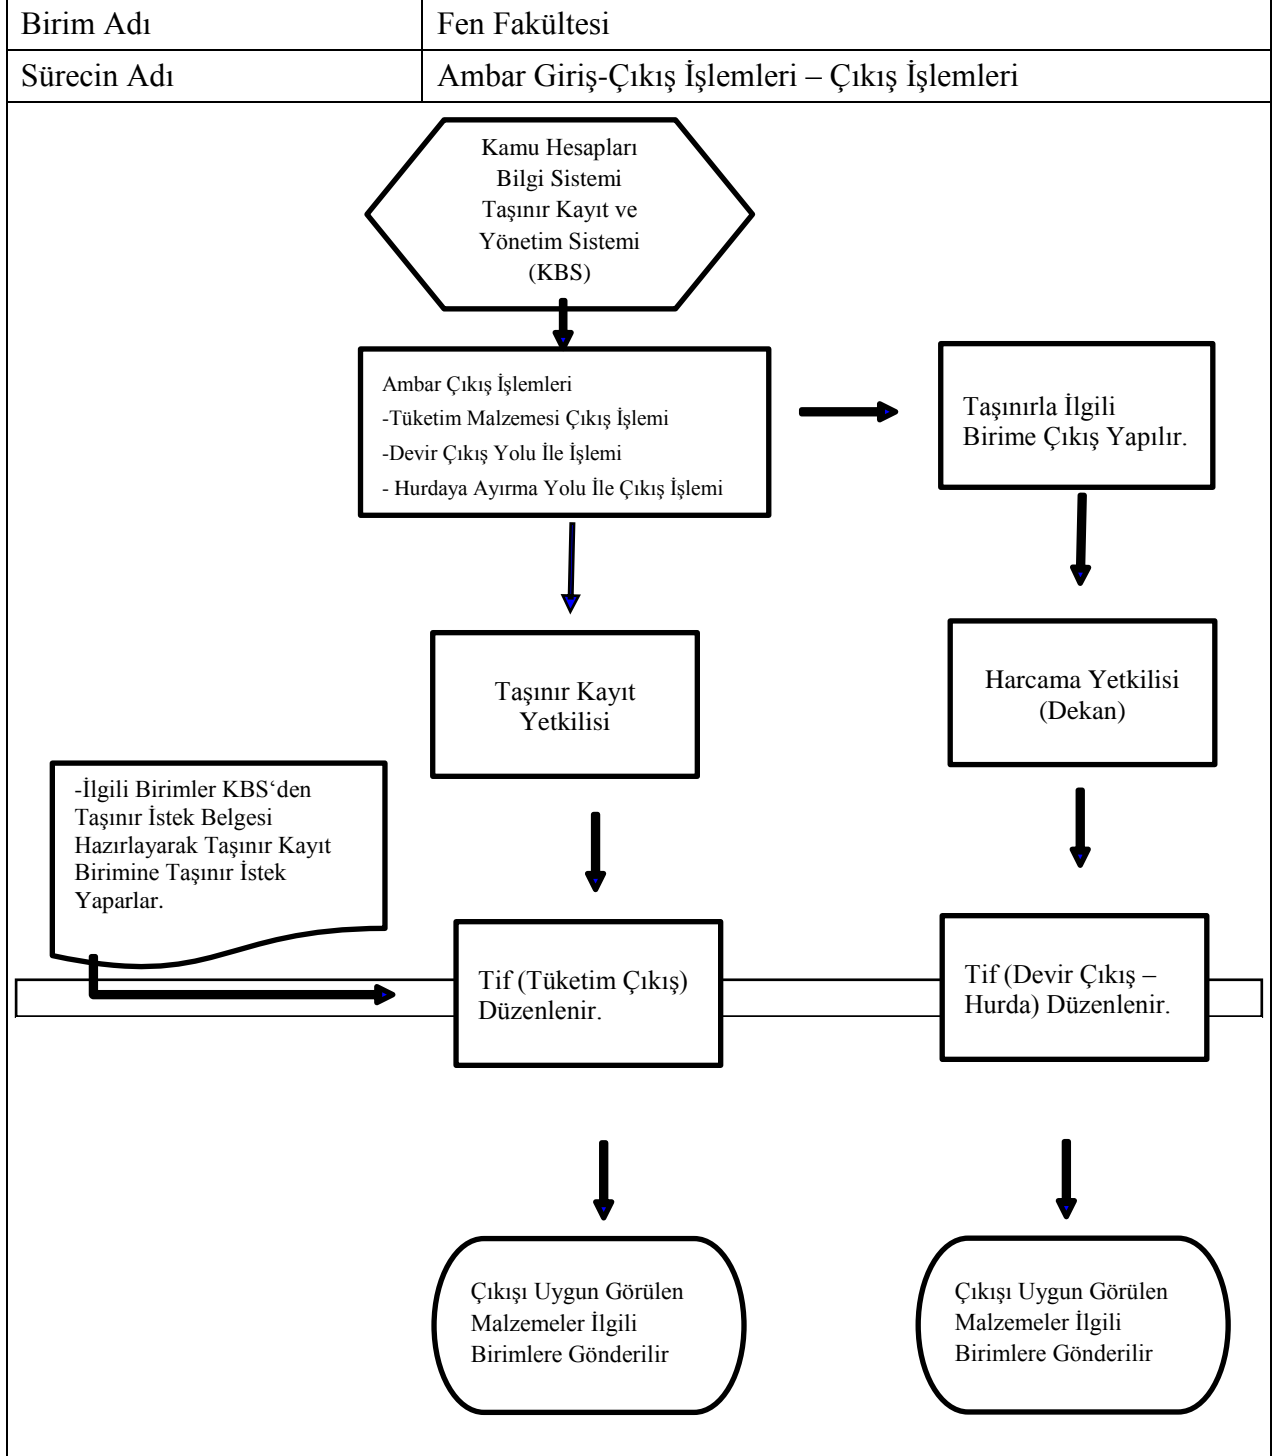 Birim Adı
Fen Fakültesi
Sürecin Adı
Ambar Giriş-Çıkış İşlemleri – Çıkış İşlemleri
Kamu Hesapları
Bilgi Sistemi
Taşınır Kayıt ve
Yönetim Sistemi
(KBS)
Ambar Çıkış İşlemleri
-Tüketim Malzemesi Çıkış İşlemi
-Devir Çıkış Yolu İle İşlemi
- Hurdaya Ayırma Yolu İle Çıkış İşlemi
Taşınırla İlgili
Birime Çıkış Yapılır.
Taşınır Kayıt
Yetkilisi
Harcama Yetkilisi
(Dekan)
-İlgili Birimler KBS‘den
Taşınır İstek Belgesi
Hazırlayarak Taşınır Kayıt
Birimine Taşınır İstek
Yaparlar.
Tif (Tüketim Çıkış)
Düzenlenir.
Tif (Devir Çıkış –
Hurda) Düzenlenir.
Çıkışı Uygun Görülen
Malzemeler İlgili
Birimlere Gönderilir
Çıkışı Uygun Görülen
Malzemeler İlgili
Birimlere Gönderilir